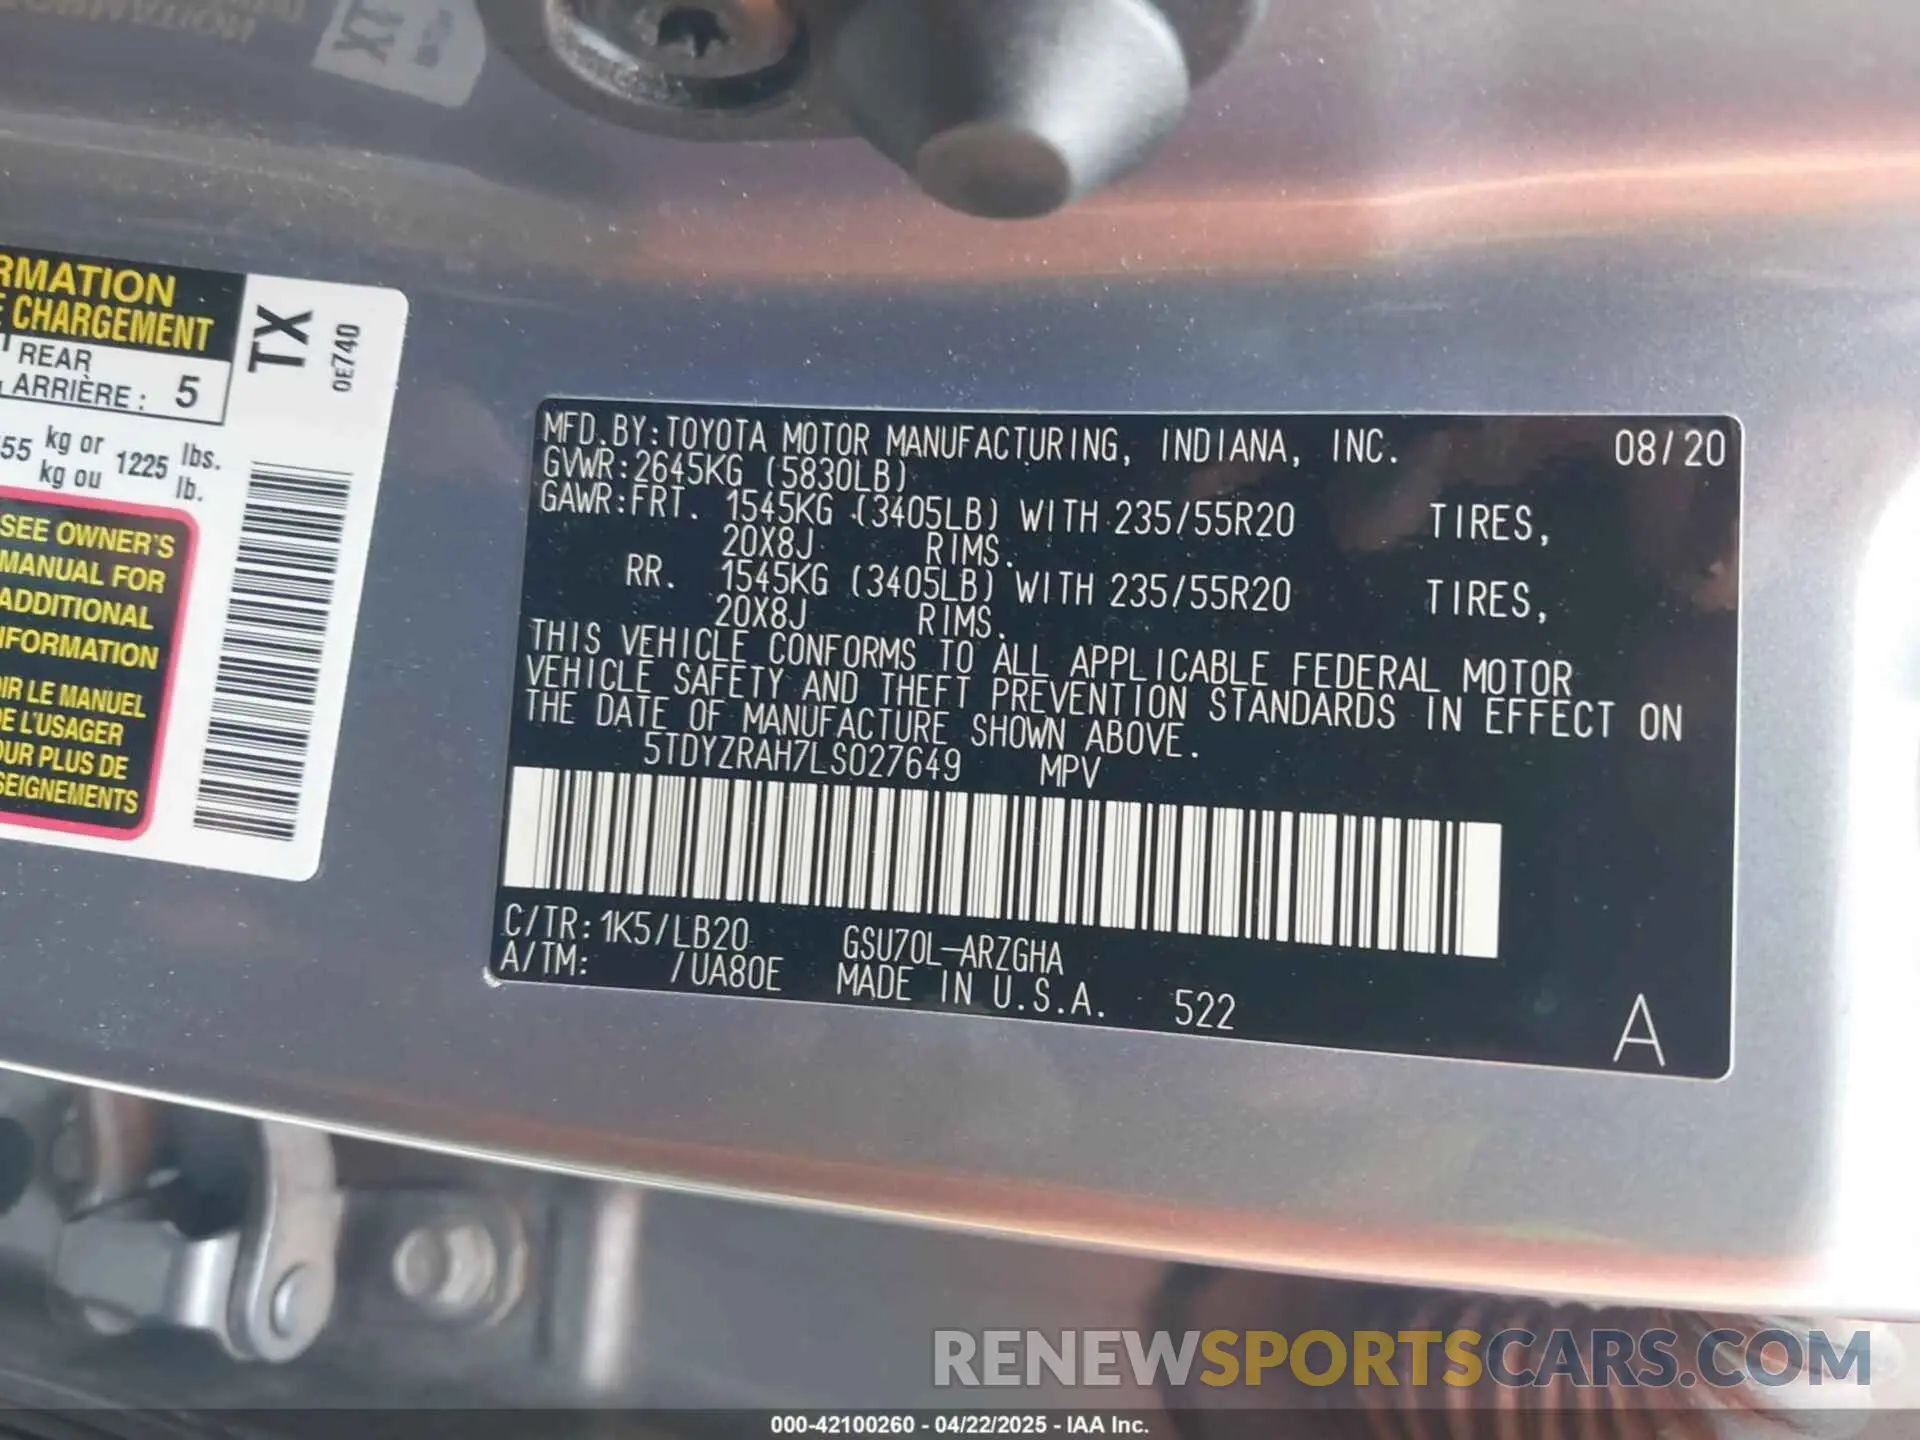 RMATION
E CHARGEMENT
REAR
ARRIÈRE : 5
55 kg or 1225 lbs.
kg ou lb.
SEE OWNER'S
MANUAL FOR
ADDITIONAL
INFORMATION
IR LE MANUEL
DE L'USAGER
OUR PLUS DE
SEIGNEMENTS
TX
0E740
MFD.BY:TOYOTA MOTOR MANUFACTURING, INDIANA, INC. 08/20
GVWR:2645KG (5830LB)
GAWR:FRT. 1545KG (3405LB) WITH 235/55R20 TIRES,
20X8J RIMS.
RR. 1545KG (3405LB) WITH 235/55R20 TIRES,
20X8J RIMS.
THIS VEHICLE CONFORMS TO ALL APPLICABLE FEDERAL MOTOR
VEHICLE SAFETY AND THEFT PREVENTION STANDARDS IN EFFECT ON
THE DATE OF MANUFACTURE SHOWN ABOVE.
5TDYZRAH7LS027649 MPV
C/TR:1K5/LB20 GSU70L-ARZGHA
A/TM: /UA80E MADE IN U.S.A. 522
A
RENEWSPORTSCARS.COM
000-42100260 - 04/22/2025 - IAA Inc.